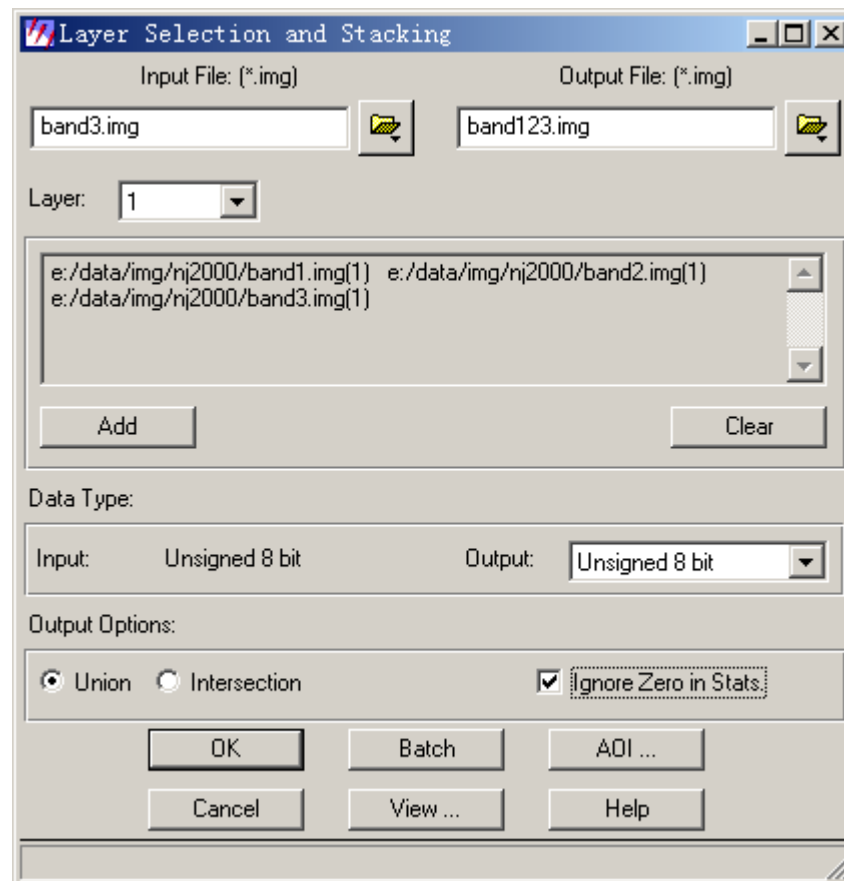 Layer Selection and Stacking
Input File: (*.img) Output File: (*.img)
band3.img band123.img
Layer: 1
e:/data/img/nj2000/band1.img(1) e:/data/img/nj2000/band2.img(1)
e:/data/img/nj2000/band3.img(1)
Add Clear
Data Type:
Input: Unsigned 8 bit Output: Unsigned 8 bit
Output Options:
Union Intersection Ignore Zero in Stats.
OK Batch AOI ...
Cancel View ... Help